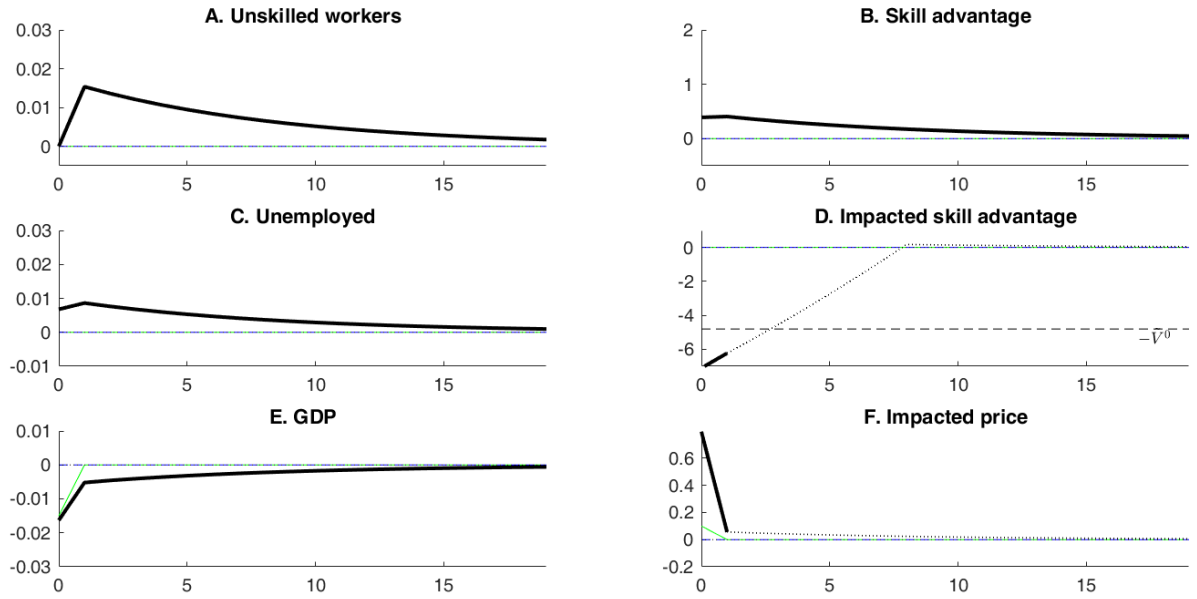 A. Unskilled workers
0.03
0.02
0.01
0
0 5 10 15
B. Skill advantage
2
1
0
0 5 10 15
C. Unemployed
0.03
0.02
0.01
0
-0.01
0 5 10 15
D. Impacted skill advantage
0
-2
-4
-6
−V⁰
0 5 10 15
E. GDP
0.01
0
-0.01
-0.02
-0.03
0 5 10 15
F. Impacted price
0.6
0.4
0.2
0
-0.2
0 5 10 15